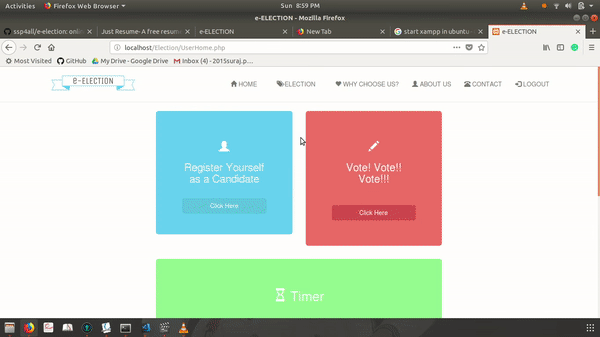 Activities Firefox Web Browser Sun 8:59 PM
e-ELECTION - Mozilla Firefox
ssp4all/e-election: onlin Just Resume- A free resum e-ELECTION New Tab start xampp in ubuntu - e-ELECTION
localhost/Election/UserHome.php
Most Visited GitHub My Drive - Google Drive Inbox (4) - 2015suraj.p...
e-ELECTION HOME ELECTION WHY CHOOSE US? ABOUT US CONTACT LOGOUT
Register Yourself
as a Candidate
Click Here
Vote! Vote!!
Vote!!!
Click Here
Timer